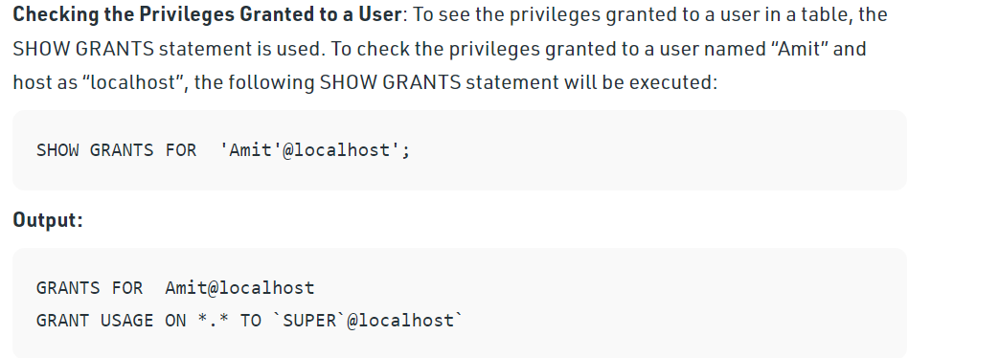 Checking the Privileges Granted to a User: To see the privileges granted to a user in a table, the
SHOW GRANTS statement is used. To check the privileges granted to a user named “Amit” and
host as “localhost”, the following SHOW GRANTS statement will be executed:
SHOW GRANTS FOR  'Amit'@localhost';
Output:
GRANTS FOR  Amit@localhost
GRANT USAGE ON *.* TO `SUPER`@localhost`